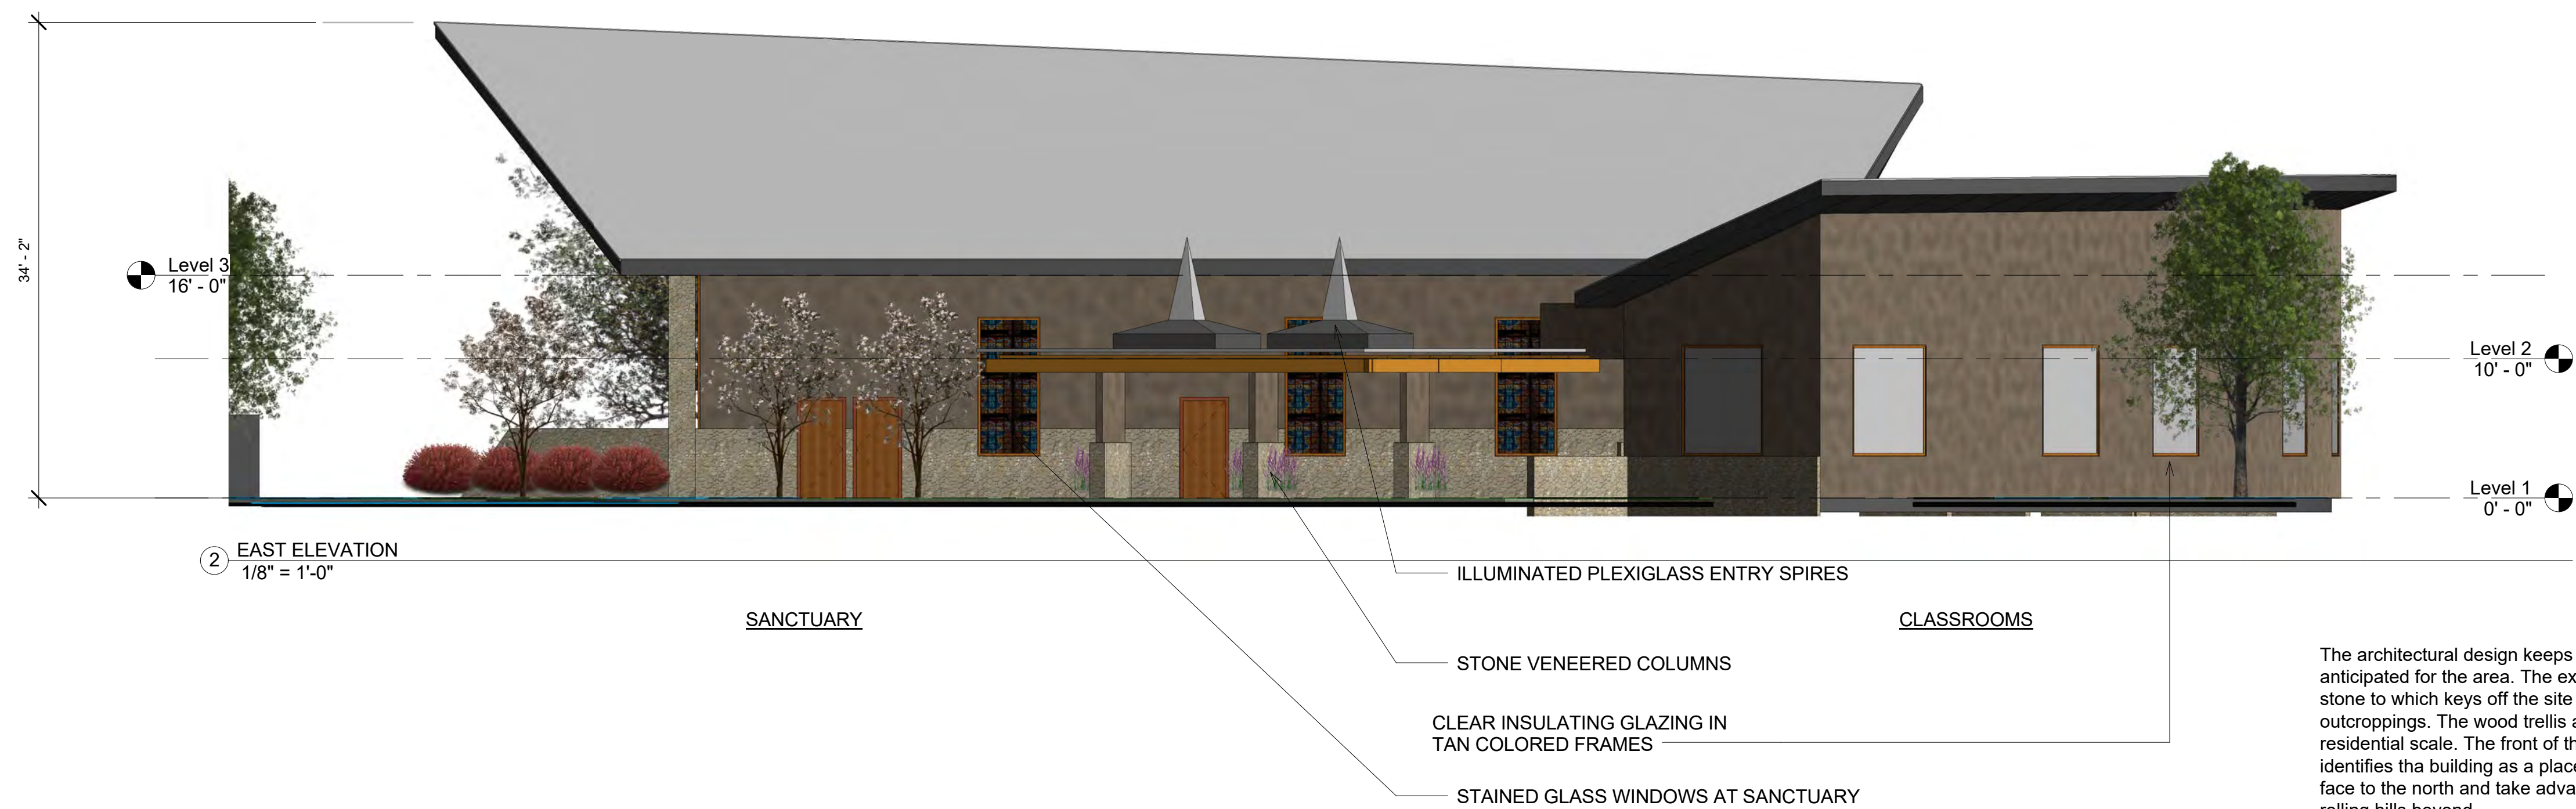 34' - 2"
Level 3
16' - 0"
Level 2
10' - 0"
Level 1
0' - 0"
2
EAST ELEVATION
1/8" = 1'-0"
ILLUMINATED PLEXIGLASS ENTRY SPIRES
SANCTUARY
CLASSROOMS
STONE VENEERED COLUMNS
CLEAR INSULATING GLAZING IN
TAN COLORED FRAMES
STAINED GLASS WINDOWS AT SANCTUARY
The architectural design keeps
anticipated for the area. The ex
stone to which keys off the site
outcroppings. The wood trellis a
residential scale. The front of th
identifies tha building as a place
face to the north and take adva
rolling hills beyond